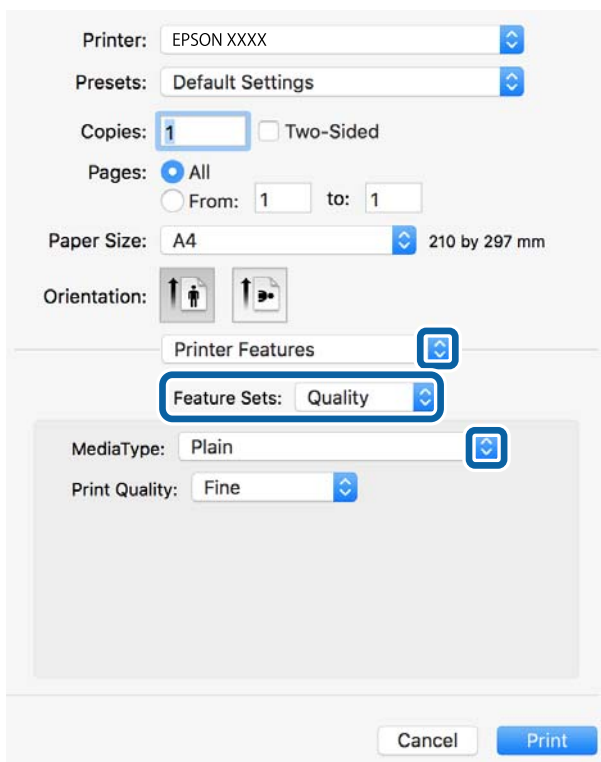 Printer: EPSON XXXX
Presets: Default Settings
Copies: 1 Two-Sided
Pages: All
From: 1 to: 1
Paper Size: A4 210 by 297 mm
Orientation:
Printer Features
Feature Sets: Quality
MediaType: Plain
Print Quality: Fine
Cancel Print